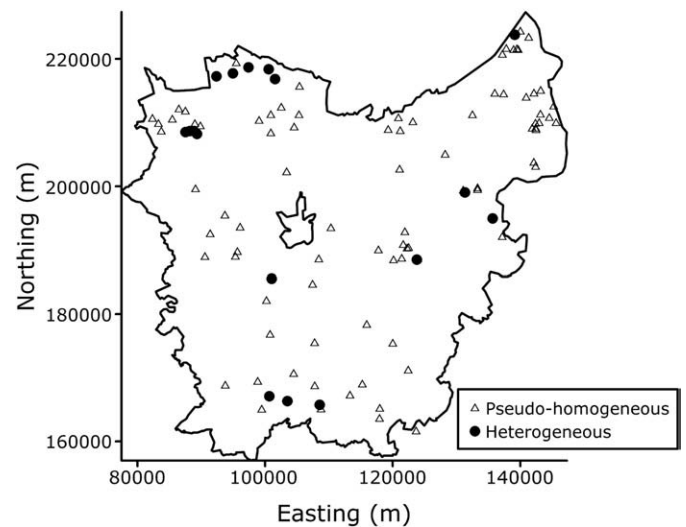 220000
200000
180000
160000
Northing (m)
80000 100000 120000 140000
Easting (m)
Pseudo-homogeneous
Heterogeneous